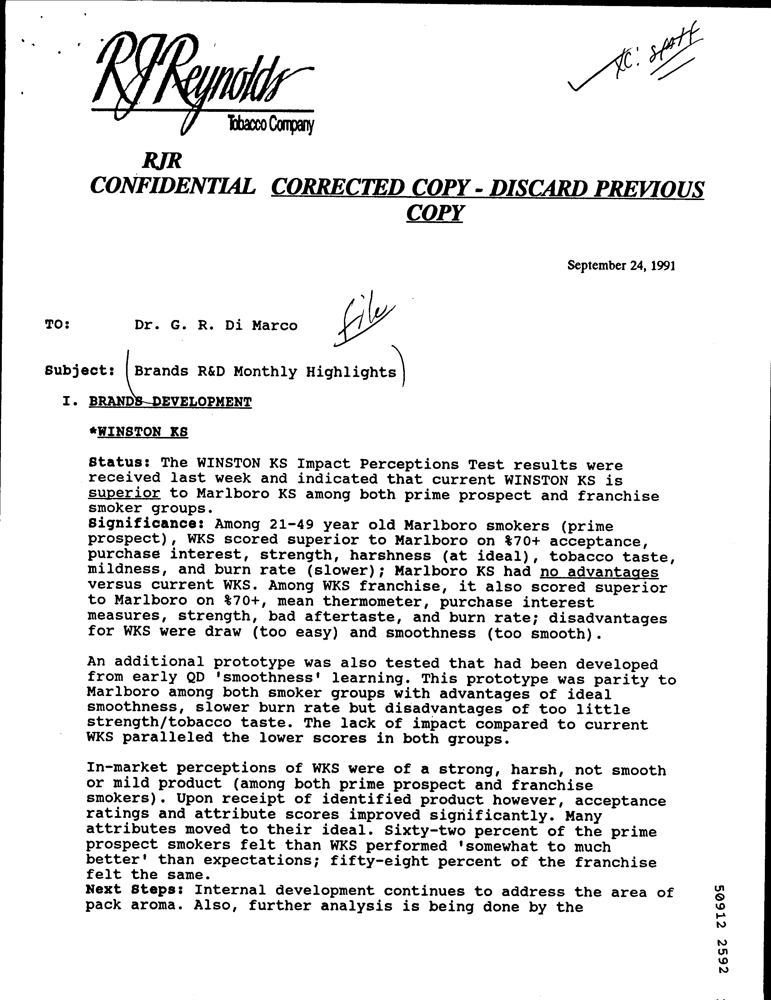 XC: Staff
RJReynolds
Tobacco Company
RJR
CONFIDENTIAL CORRECTED COPY - DISCARD PREVIOUS
COPY
September 24, 1991
file
TO: Dr. G. R. Di Marco
Subject: Brands R&D Monthly Highlights
I. BRANDS DEVELOPMENT
*WINSTON KS
Status: The WINSTON KS Impact Perceptions Test results were
received last week and indicated that current WINSTON KS is
superior to Marlboro KS among both prime prospect and franchise
smoker groups.
Significance: Among 21-49 year old Marlboro smokers (prime
prospect), WKS scored superior to Marlboro on %70+ acceptance,
purchase interest, strength, harshness (at ideal), tobacco taste,
mildness, and burn rate (slower); Marlboro KS had no advantages
versus current WKS. Among WKS franchise, it also scored superior
to Marlboro on %70+, mean thermometer, purchase interest
measures, strength, bad aftertaste, and burn rate; disadvantages
for WKS were draw (too easy) and smoothness (too smooth).
An additional prototype was also tested that had been developed
from early QD 'smoothness' learning. This prototype was parity to
Marlboro among both smoker groups with advantages of ideal
smoothness, slower burn rate but disadvantages of too little
strength/tobacco taste. The lack of impact compared to current
WKS paralleled the lower scores in both groups.
In-market perceptions of WKS were of a strong, harsh, not smooth
or mild product (among both prime prospect and franchise
smokers). Upon receipt of identified product however, acceptance
ratings and attribute scores improved significantly. Many
attributes moved to their ideal. Sixty-two percent of the prime
prospect smokers felt than WKS performed 'somewhat to much
better' than expectations; fifty-eight percent of the franchise
felt the same.
Next Steps: Internal development continues to address the area of
pack aroma. Also, further analysis is being done by the
50912 2592